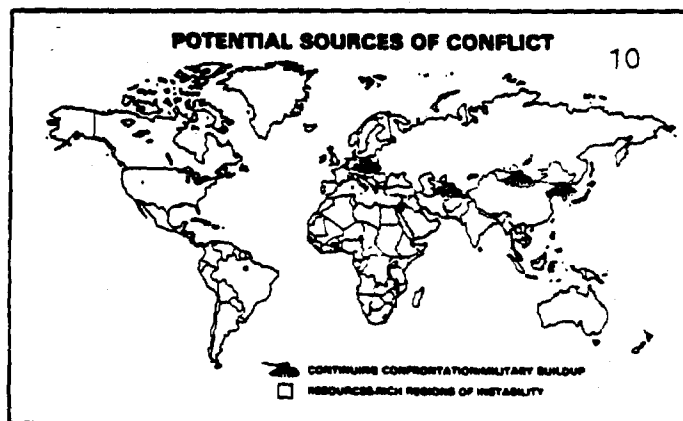 POTENTIAL SOURCES OF CONFLICT
10
CONTINUING CONFRONTATION/MILITARY BUILDUP
RESOURCES-RICH REGIONS OF INSTABILITY